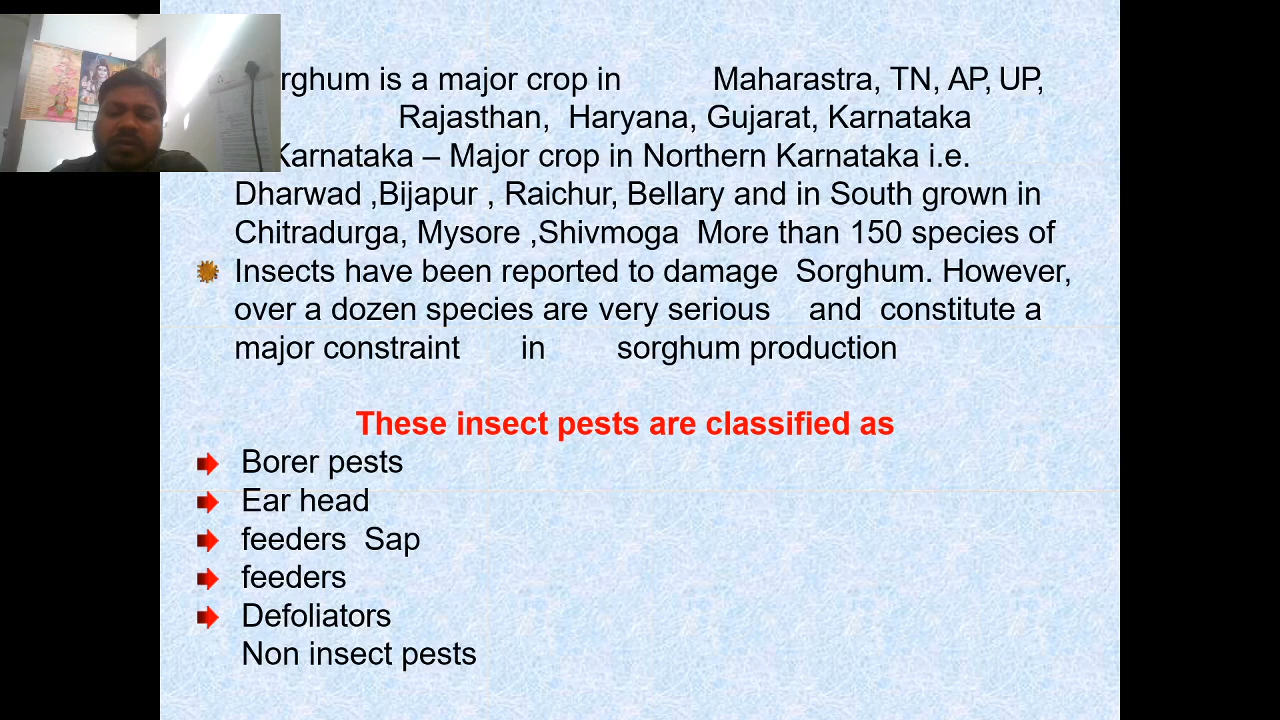 rghum is a major crop in Maharastra, TN, AP, UP,
Rajasthan, Haryana, Gujarat, Karnataka
Karnataka – Major crop in Northern Karnataka i.e.
Dharwad ,Bijapur , Raichur, Bellary and in South grown in
Chitradurga, Mysore ,Shivmoga More than 150 species of
Insects have been reported to damage Sorghum. However,
over a dozen species are very serious and constitute a
major constraint in sorghum production
These insect pests are classified as
Borer pests
Ear head
feeders Sap
feeders
Defoliators
Non insect pests